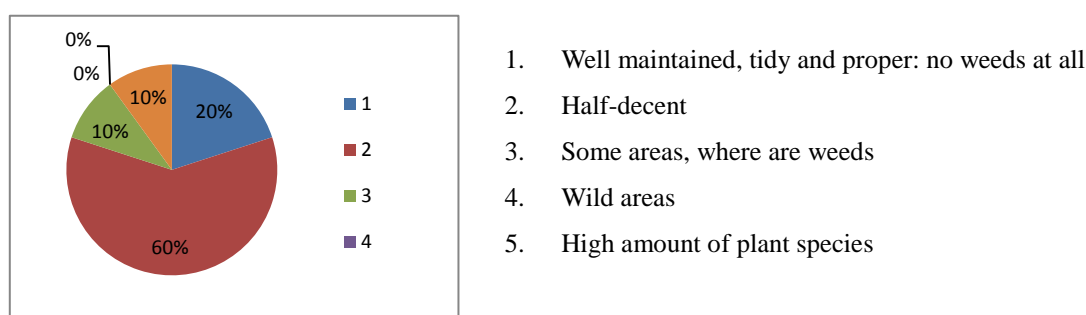 0%
0%
10%
20%
10%
60%
1
2
3
4
1. Well maintained, tidy and proper: no weeds at all
2. Half-decent
3. Some areas, where are weeds
4. Wild areas
5. High amount of plant species